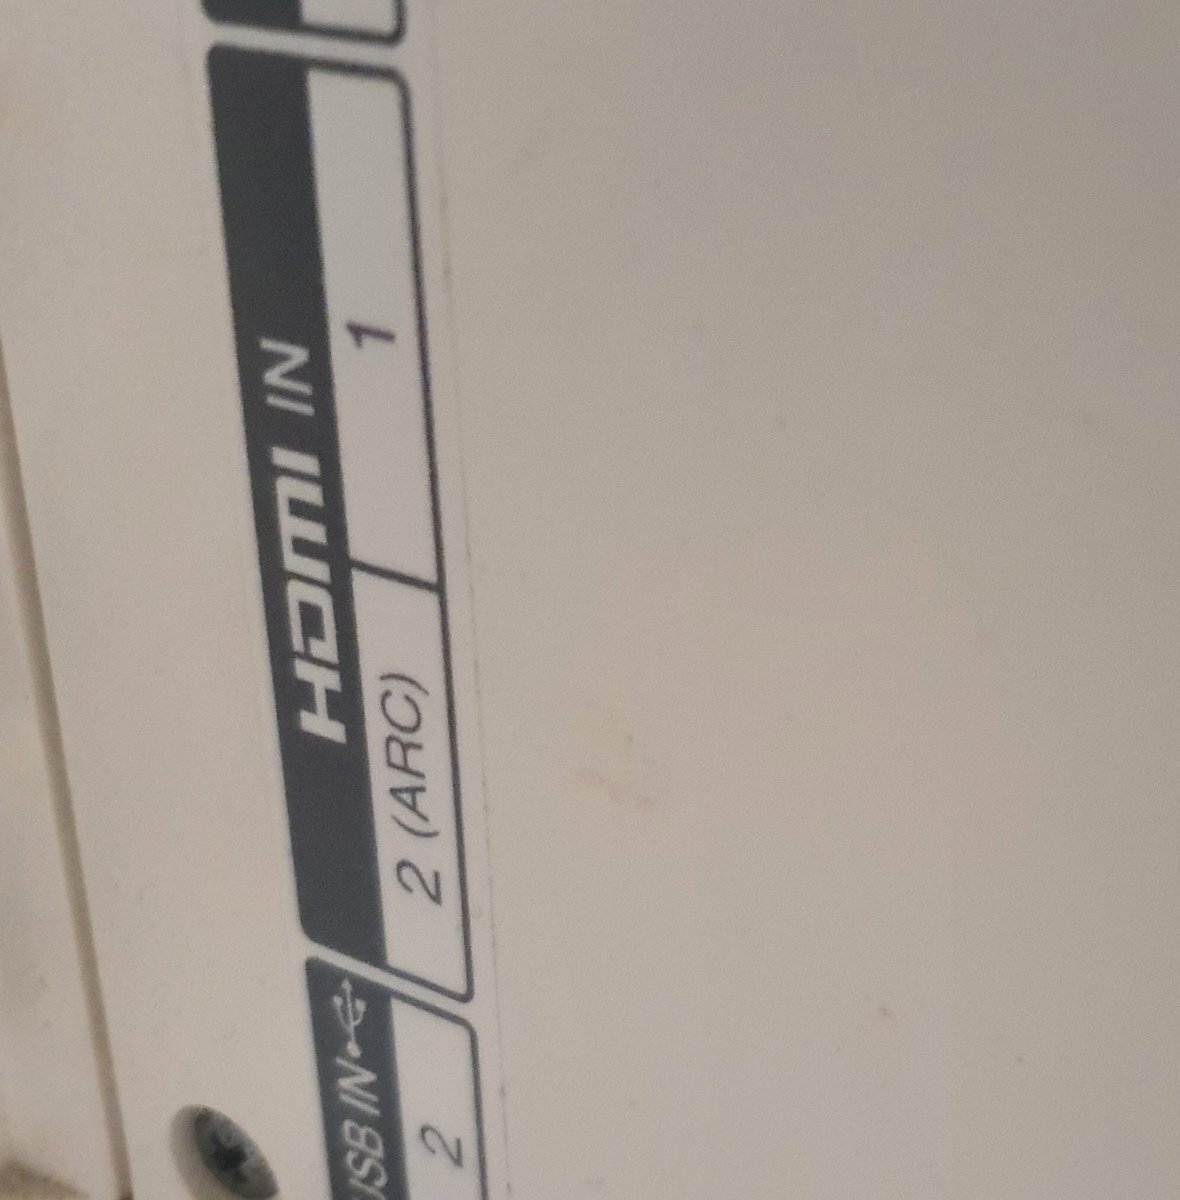 HDMI IN
2 (ARC)
1
USB IN
2